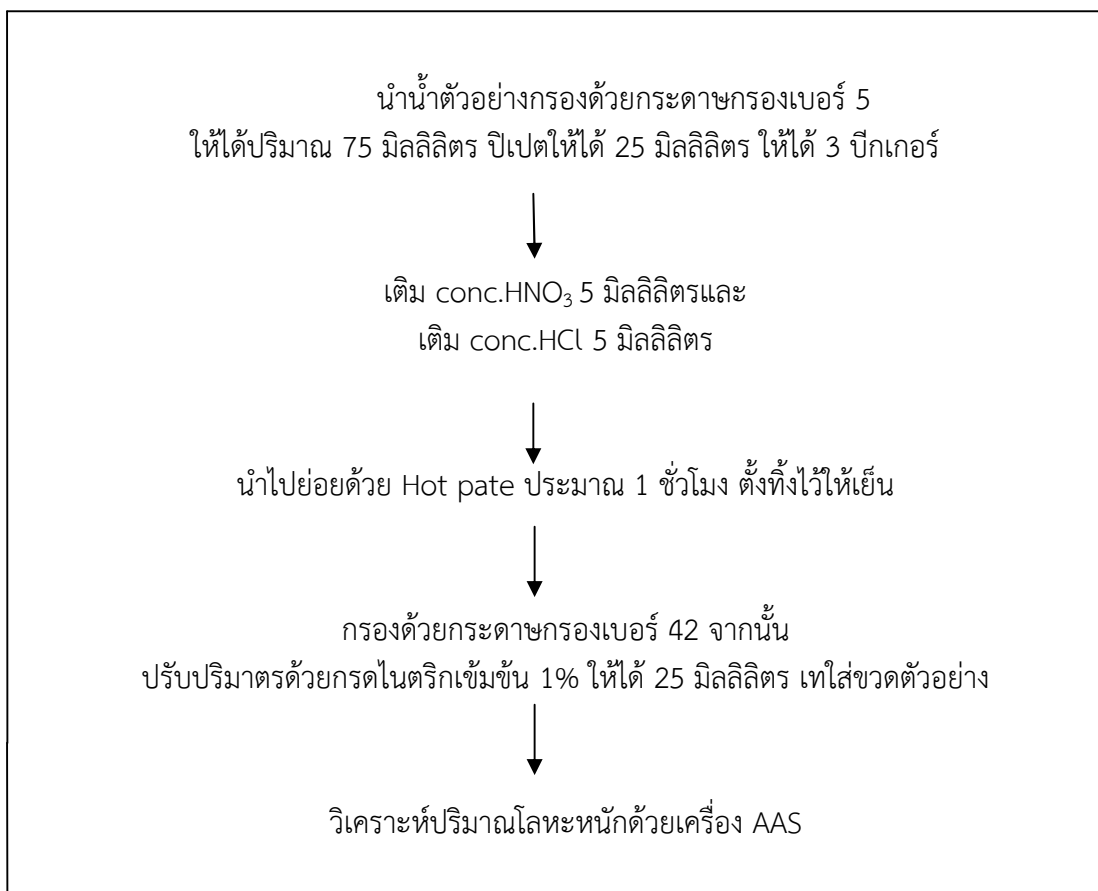 นำน้ำตัวอย่างกรองด้วยกระดาษกรองเบอร์ 5
ให้ได้ปริมาณ 75 มิลลิลิตร ปิเปตให้ได้ 25 มิลลิลิตร ให้ได้ 3 บีกเกอร์
เติม conc.HNO₃ 5 มิลลิลิตรและ
เติม conc.HCl 5 มิลลิลิตร
นำไปย่อยด้วย Hot pate ประมาณ 1 ชั่วโมง ตั้งทิ้งไว้ให้เย็น
กรองด้วยกระดาษกรองเบอร์ 42 จากนั้น
ปรับปริมาตรด้วยกรดไนตริกเข้มข้น 1% ให้ได้ 25 มิลลิลิตร เทใส่ขวดตัวอย่าง
วิเคราะห์ปริมาณโลหะหนักด้วยเครื่อง AAS